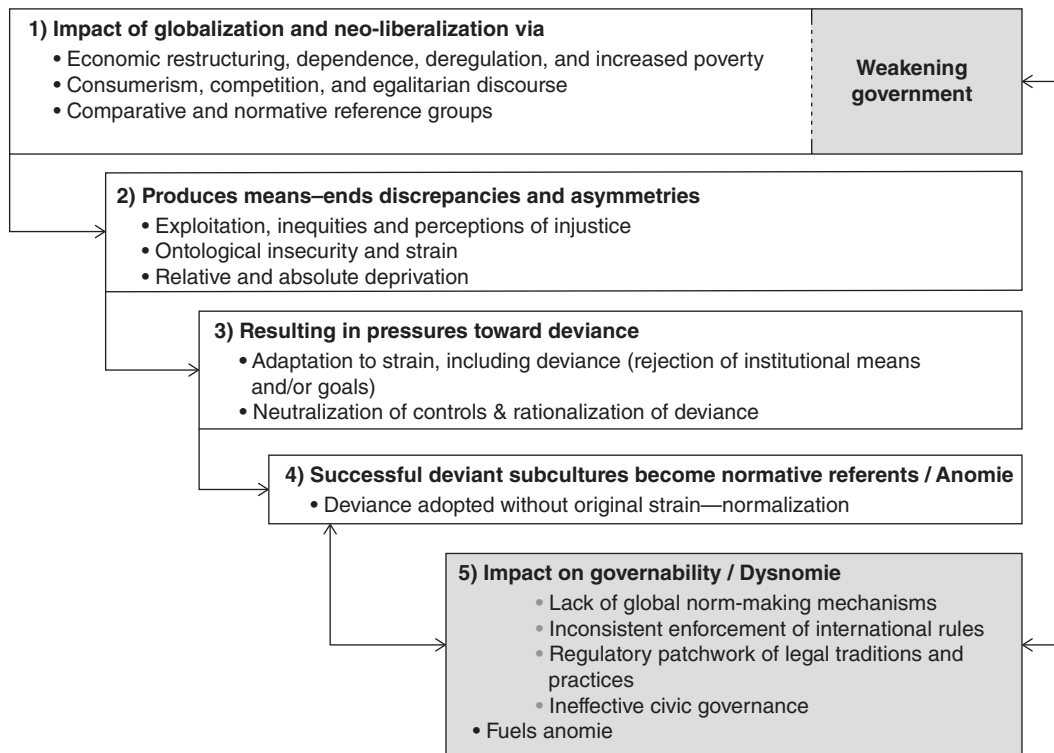 1) Impact of globalization and neo-liberalization via
• Economic restructuring, dependence, deregulation, and increased poverty
• Consumerism, competition, and egalitarian discourse
• Comparative and normative reference groups
Weakening
government
2) Produces means–ends discrepancies and asymmetries
• Exploitation, inequities and perceptions of injustice
• Ontological insecurity and strain
• Relative and absolute deprivation
3) Resulting in pressures toward deviance
• Adaptation to strain, including deviance (rejection of institutional means
and/or goals)
• Neutralization of controls & rationalization of deviance
4) Successful deviant subcultures become normative referents / Anomie
• Deviance adopted without original strain—normalization
5) Impact on governability / Dysnomie
• Lack of global norm-making mechanisms
• Inconsistent enforcement of international rules
• Regulatory patchwork of legal traditions and
practices
• Ineffective civic governance
• Fuels anomie